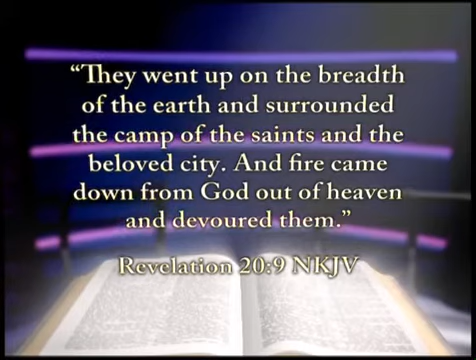 “They went up on the breadth
of the earth and surrounded
the camp of the saints and the
beloved city. And fire came
down from God out of heaven
and devoured them.”
Revelation 20:9 NKJV